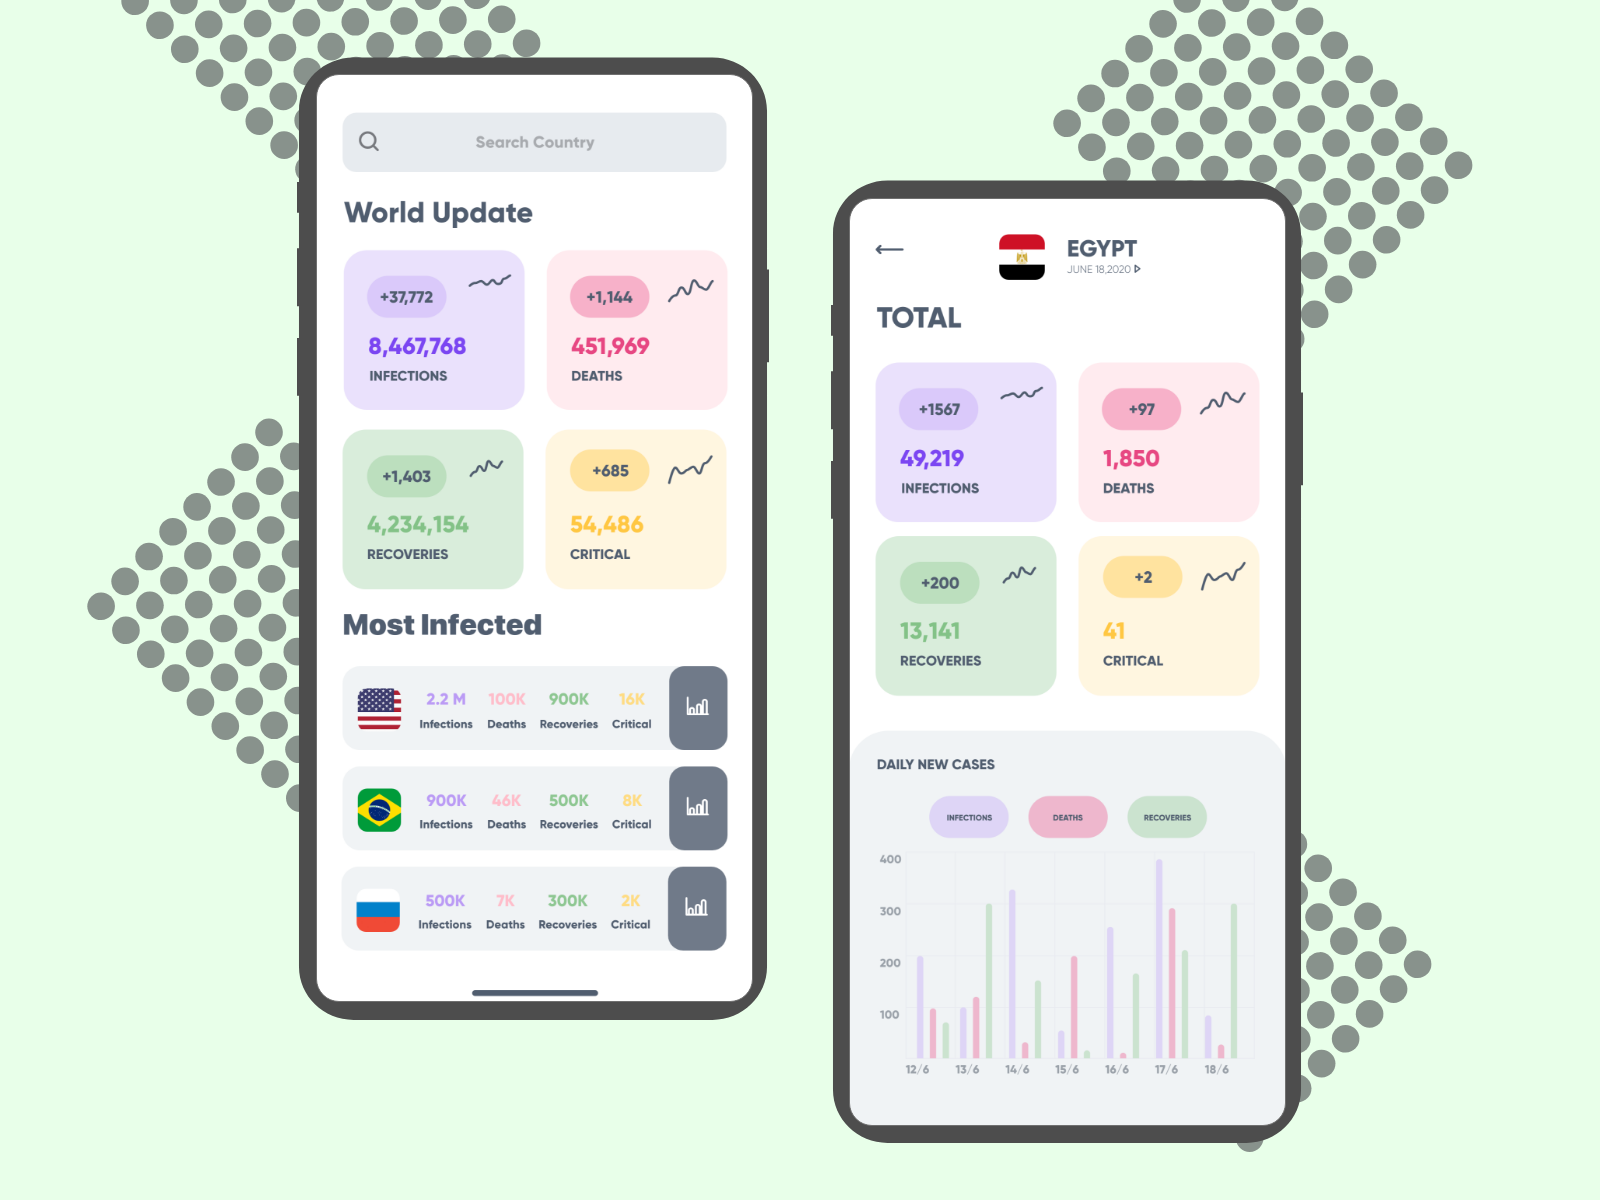 Search Country
World Update
+37,772
8,467,768
INFECTIONS
+1,144
451,969
DEATHS
+1,403
4,234,154
RECOVERIES
+685
54,486
CRITICAL
Most Infected
2.2 M 100K 900K 16K
Infections Deaths Recoveries Critical
900K 46K 500K 8K
Infections Deaths Recoveries Critical
500K 7K 300K 2K
Infections Deaths Recoveries Critical
EGYPT
JUNE 18,2020
TOTAL
+1567
49,219
INFECTIONS
+97
1,850
DEATHS
+200
13,141
RECOVERIES
+2
41
CRITICAL
DAILY NEW CASES
INFECTIONS DEATHS RECOVERIES
400
300
200
100
12/6 13/6 14/6 15/6 16/6 17/6 18/6